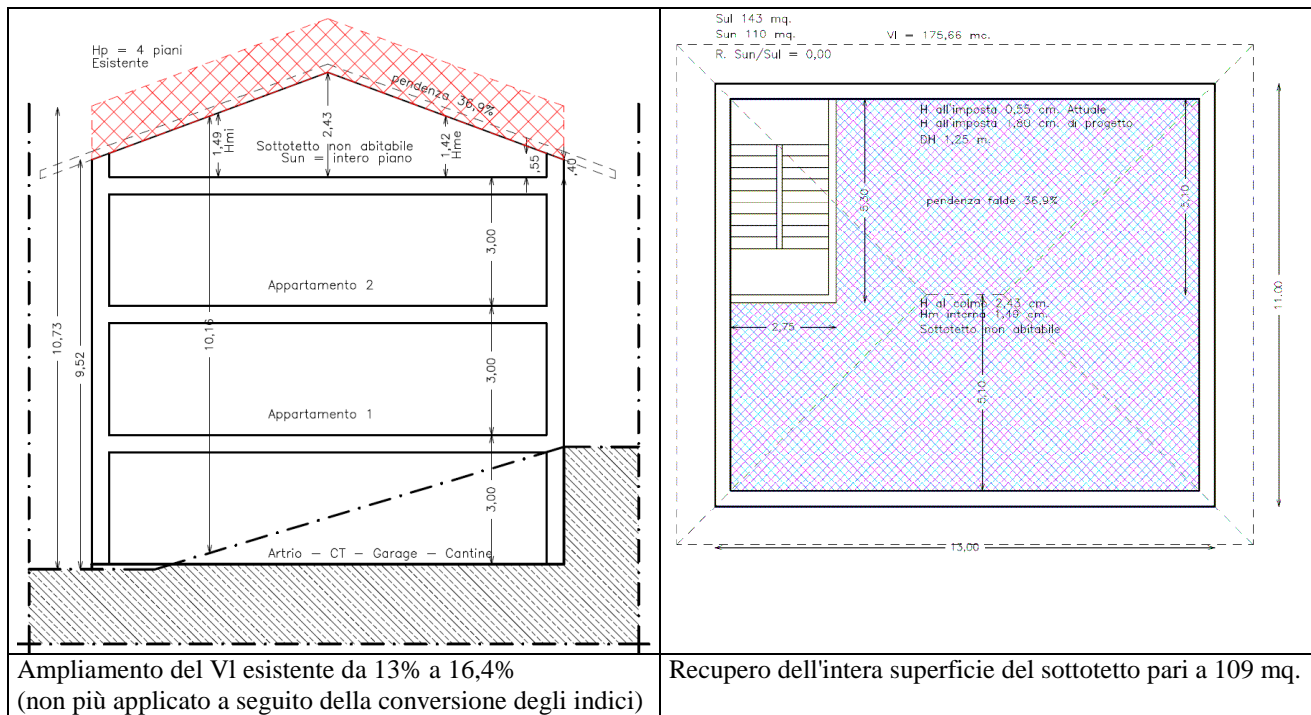 Hp = 4 piani
Esistente
pendenza 36,9%
1,49
Hmi
2,43
1,42
Hme
Sottotetto non abitabile
Sun = intero piano
,55
,40
3,00
Appartamento 2
10,73
9,52
10,16
3,00
Appartamento 1
3,00
Artrio – CT – Garage – Cantine
Ampliamento del Vl esistente da 13% a 16,4%
(non più applicato a seguito della conversione degli indici)
Sul 143 mq.
Sun 110 mq. Vl = 175,66 mc.
R. Sun/Sul = 0,00
H all'imposta 0,55 cm. Attuale
H all'imposta 1,80 cm. di progetto
DH 1,25 m.
pendenza falde 36,9%
5,30
5,10
11,00
H al colmo 2,43 cm.
Hm interna 1,49 cm.
Sottotetto non abitabile
2,75
5,10
13,00
Recupero dell'intera superficie del sottotetto pari a 109 mq.